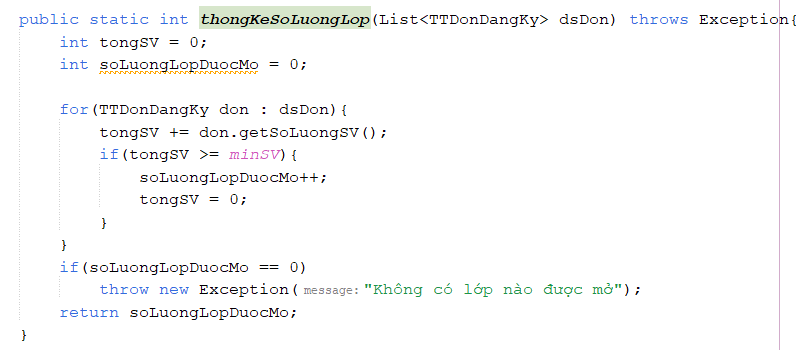 public static int thongKeSoLuongLop(List<TTDonDangKy> dsDon) throws Exception{
    int tongSV = 0;
    int soLuongLopDuocMo = 0;

    for(TTDonDangKy don : dsDon){
        tongSV += don.getSoLuongSV();
        if(tongSV >= minSV){
            soLuongLopDuocMo++;
            tongSV = 0;
        }
    }
    if(soLuongLopDuocMo == 0)
        throw new Exception( message: "Không có lớp nào được mở");
    return soLuongLopDuocMo;
}